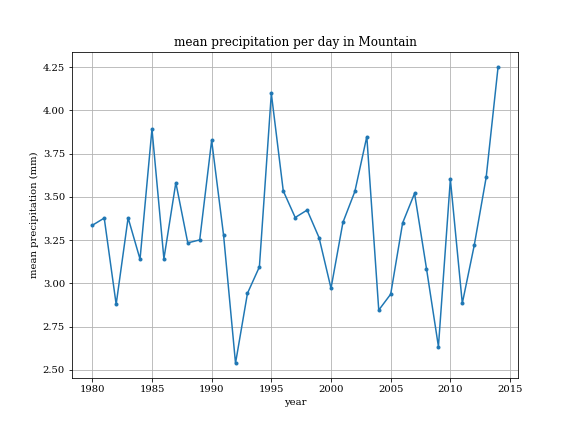 mean precipitation per day in Mountain
4.25
4.00
3.75
3.50
3.25
3.00
2.75
2.50
mean precipitation (mm)
1980 1985 1990 1995 2000 2005 2010 2015
year